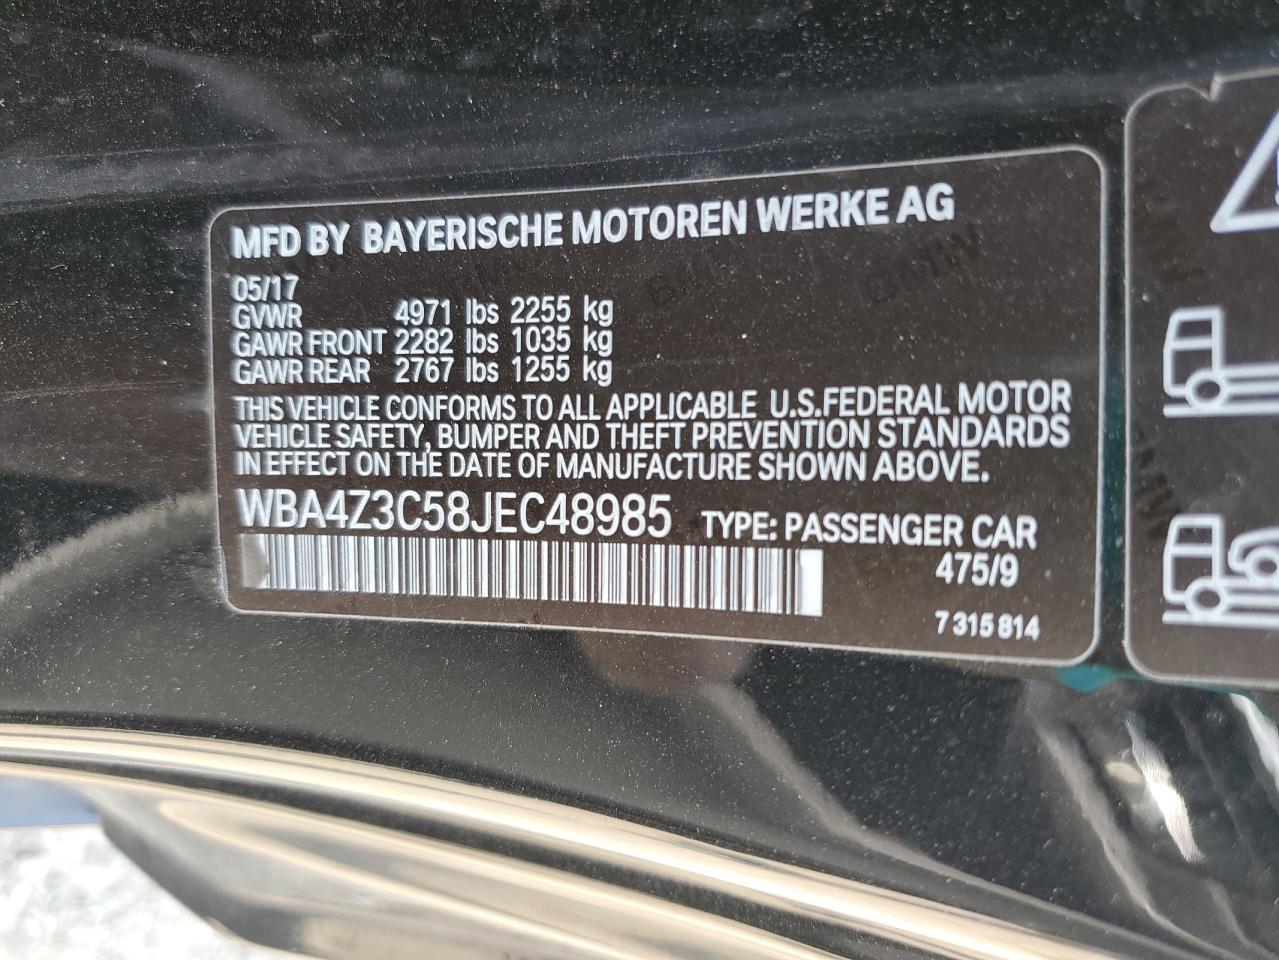 MFD BY BAYERISCHE MOTOREN WERKE AG
05/17
GVWR 4971 lbs 2255 kg
GAWR FRONT 2282 lbs 1035 kg
GAWR REAR 2767 lbs 1255 kg
THIS VEHICLE CONFORMS TO ALL APPLICABLE U.S.FEDERAL MOTOR
VEHICLE SAFETY, BUMPER AND THEFT PREVENTION STANDARDS
IN EFFECT ON THE DATE OF MANUFACTURE SHOWN ABOVE.
WBA4Z3C58JEC48985 TYPE: PASSENGER CAR
475/9
7 315 814